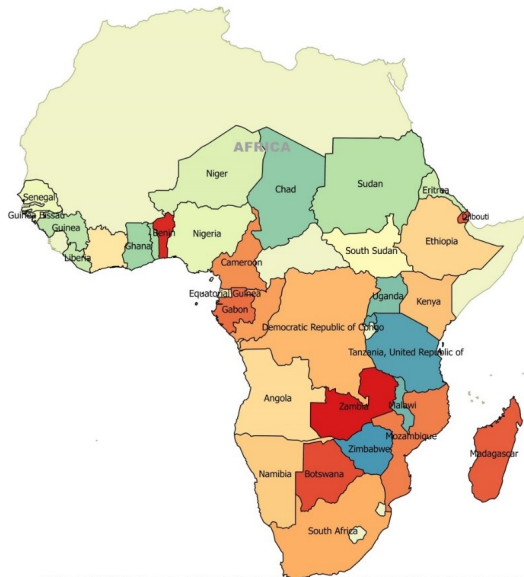 AFRICA
Niger
Chad
Sudan
Eritrea
Senegal
Guinea Bissau
Guinea
Djibouti
Benin
Nigeria
Ghana
Ethiopia
South Sudan
Liberia
Cameroon
Equatorial Guinea
Uganda
Kenya
Gabon
Democratic Republic of Congo
Tanzania, United Republic of
Angola
Malawi
Zambia
Mozambique
Zimbabwe
Madagascar
Namibia
Botswana
South Africa